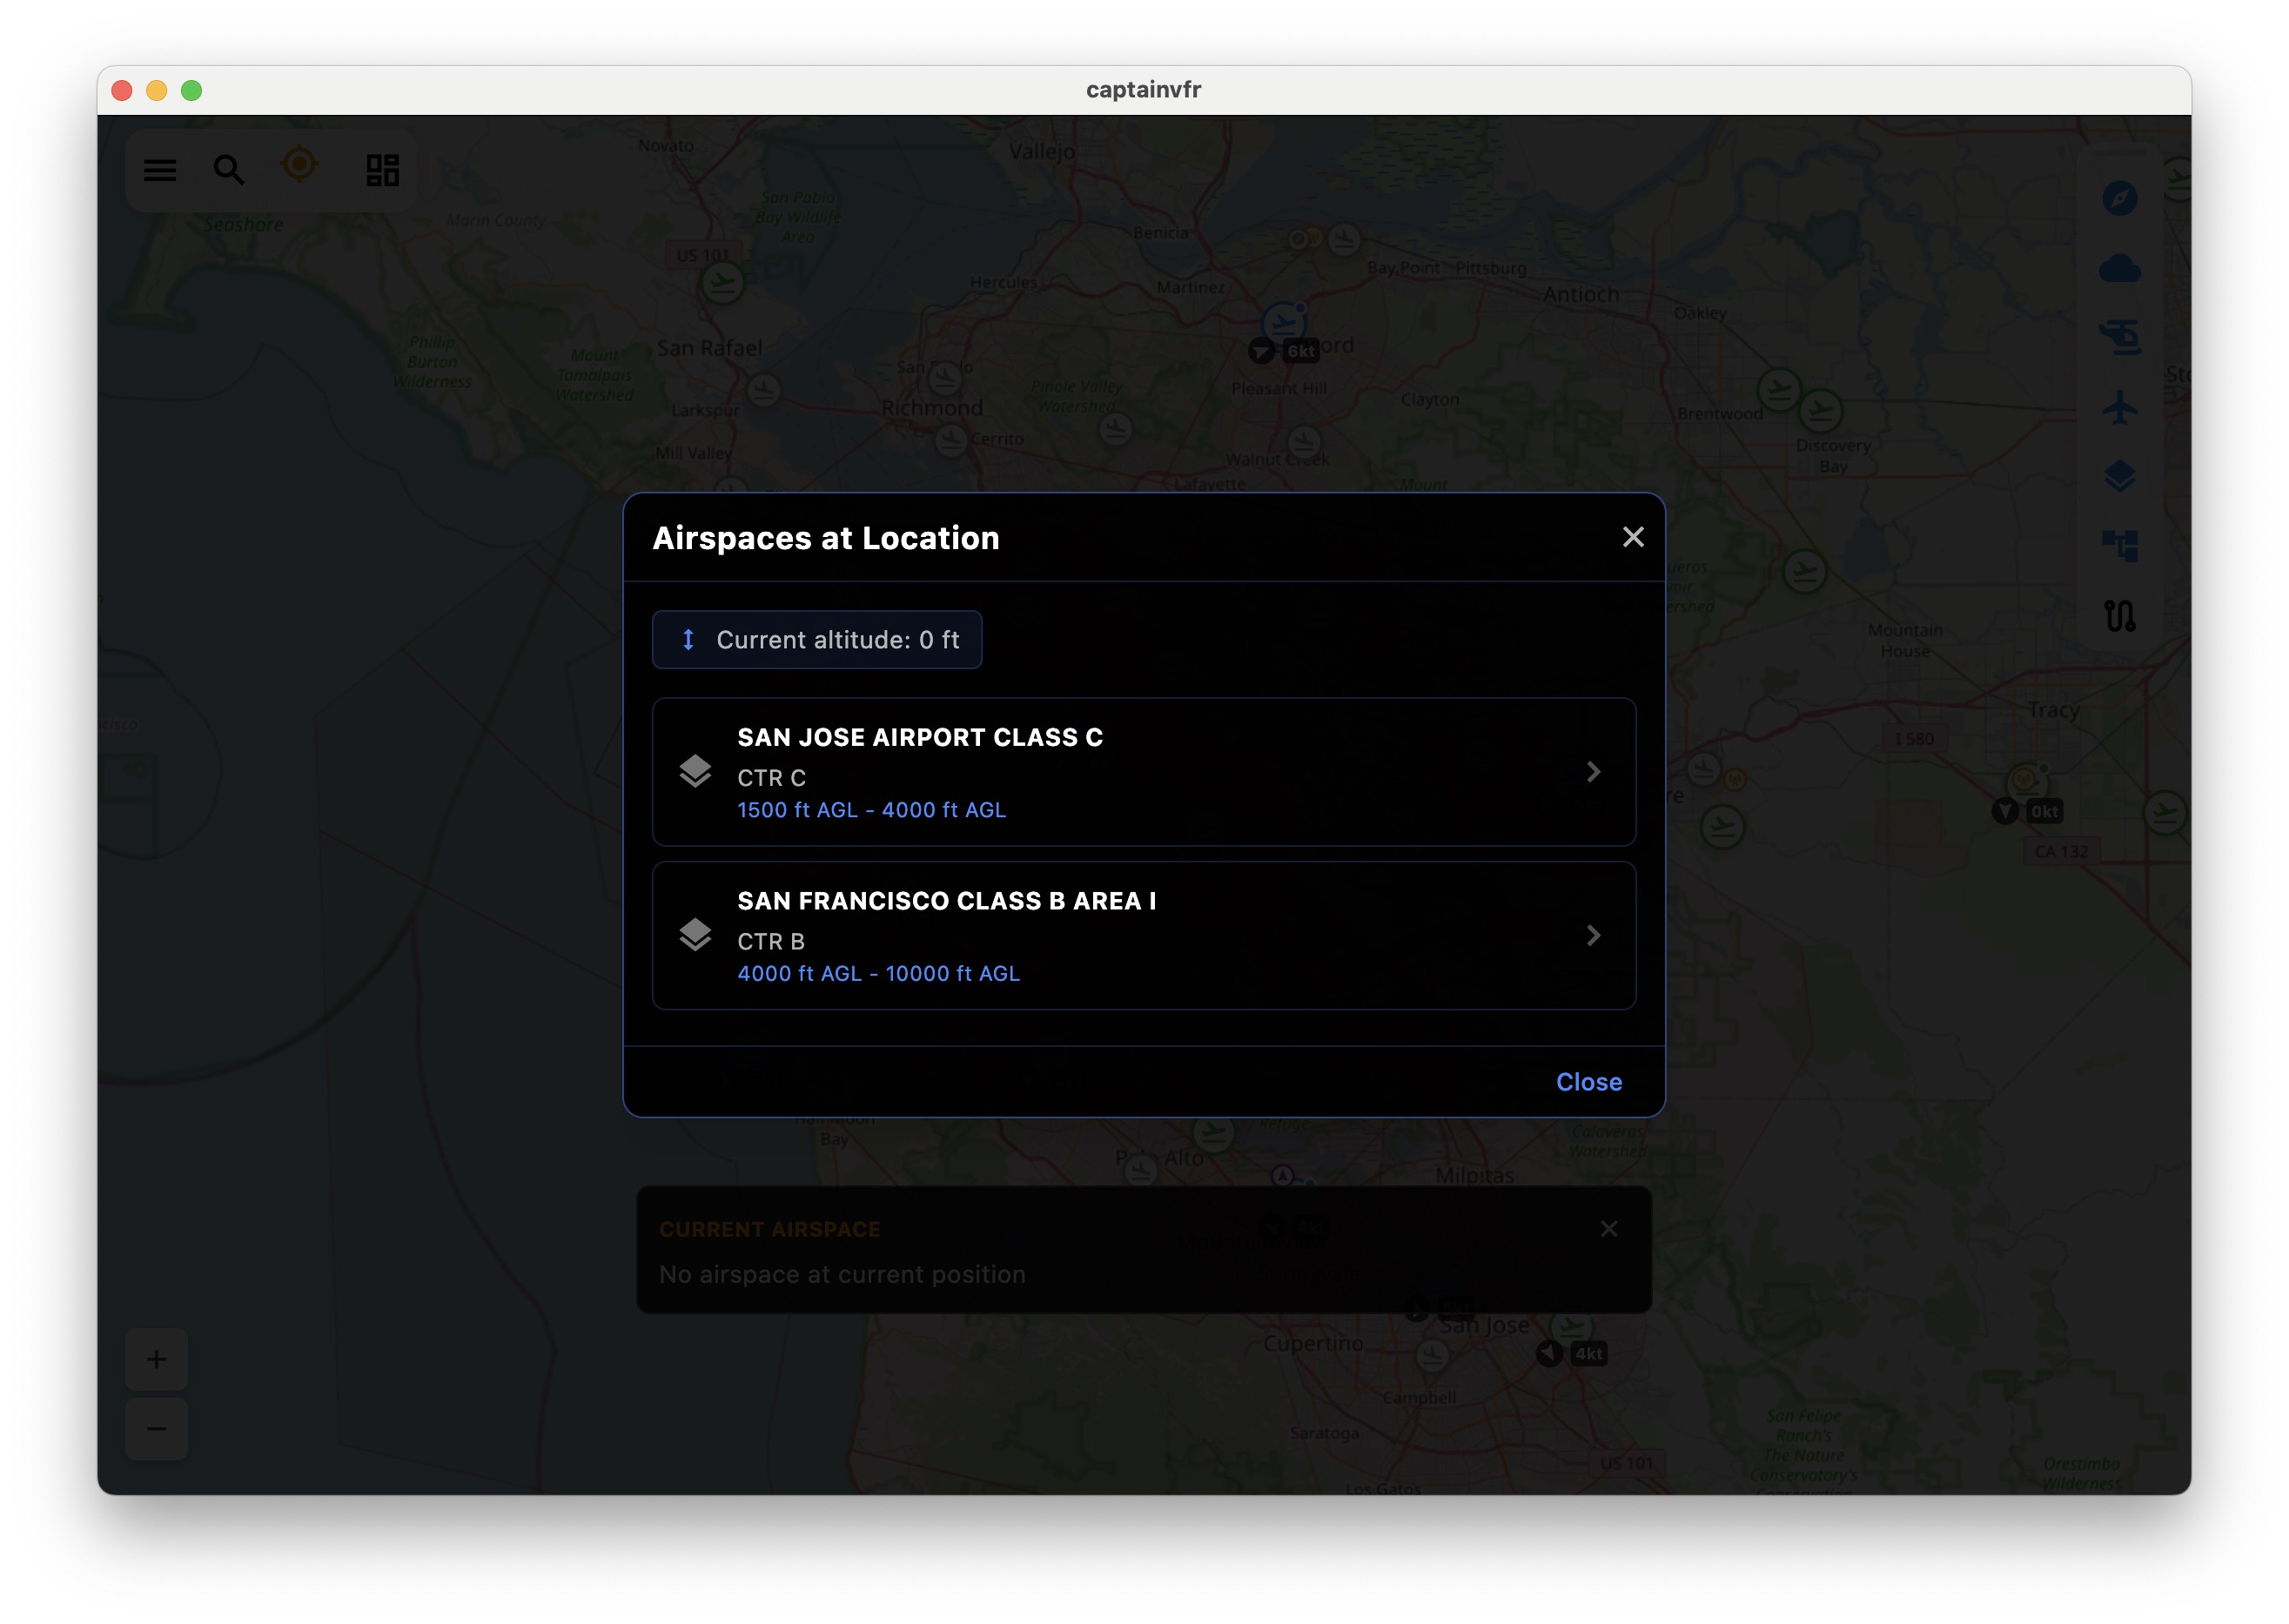 captainvfr
Novato
Vallejo
San Pablo
Bay Wildlife
Area
Marin County
Seashore
US 101
Benicia
Hercules
Martinez
Bay Point
Pittsburg
Antioch
Oakley
Phillip
Burton
Wilderness
Mount
Tamalpais
Watershed
San Rafael
6kt
ord
Pinole Valley
Watershed
Pleasant Hill
Clayton
Larkspur
Richmond
Brentwood
Cerrito
Mill Valley
Walnut Creek
Discovery
Bay
Lafayette
Mount
Airspaces at Location
Current altitude: 0 ft
SAN JOSE AIRPORT CLASS C
CTR C
1500 ft AGL - 4000 ft AGL
SAN FRANCISCO CLASS B AREA I
CTR B
4000 ft AGL - 10000 ft AGL
Close
Mountain
House
Tracy
I 580
0kt
CA 132
Bay
Refuge
Calaveras
Watershed
Milpitas
CURRENT AIRSPACE
No airspace at current position
San Jose
Cupertino
4kt
Campbell
Saratoga
US 101
Los Gatos
San Felipe
Ranch's
The Nature
Conservatory's
Orestimba
Wilderness